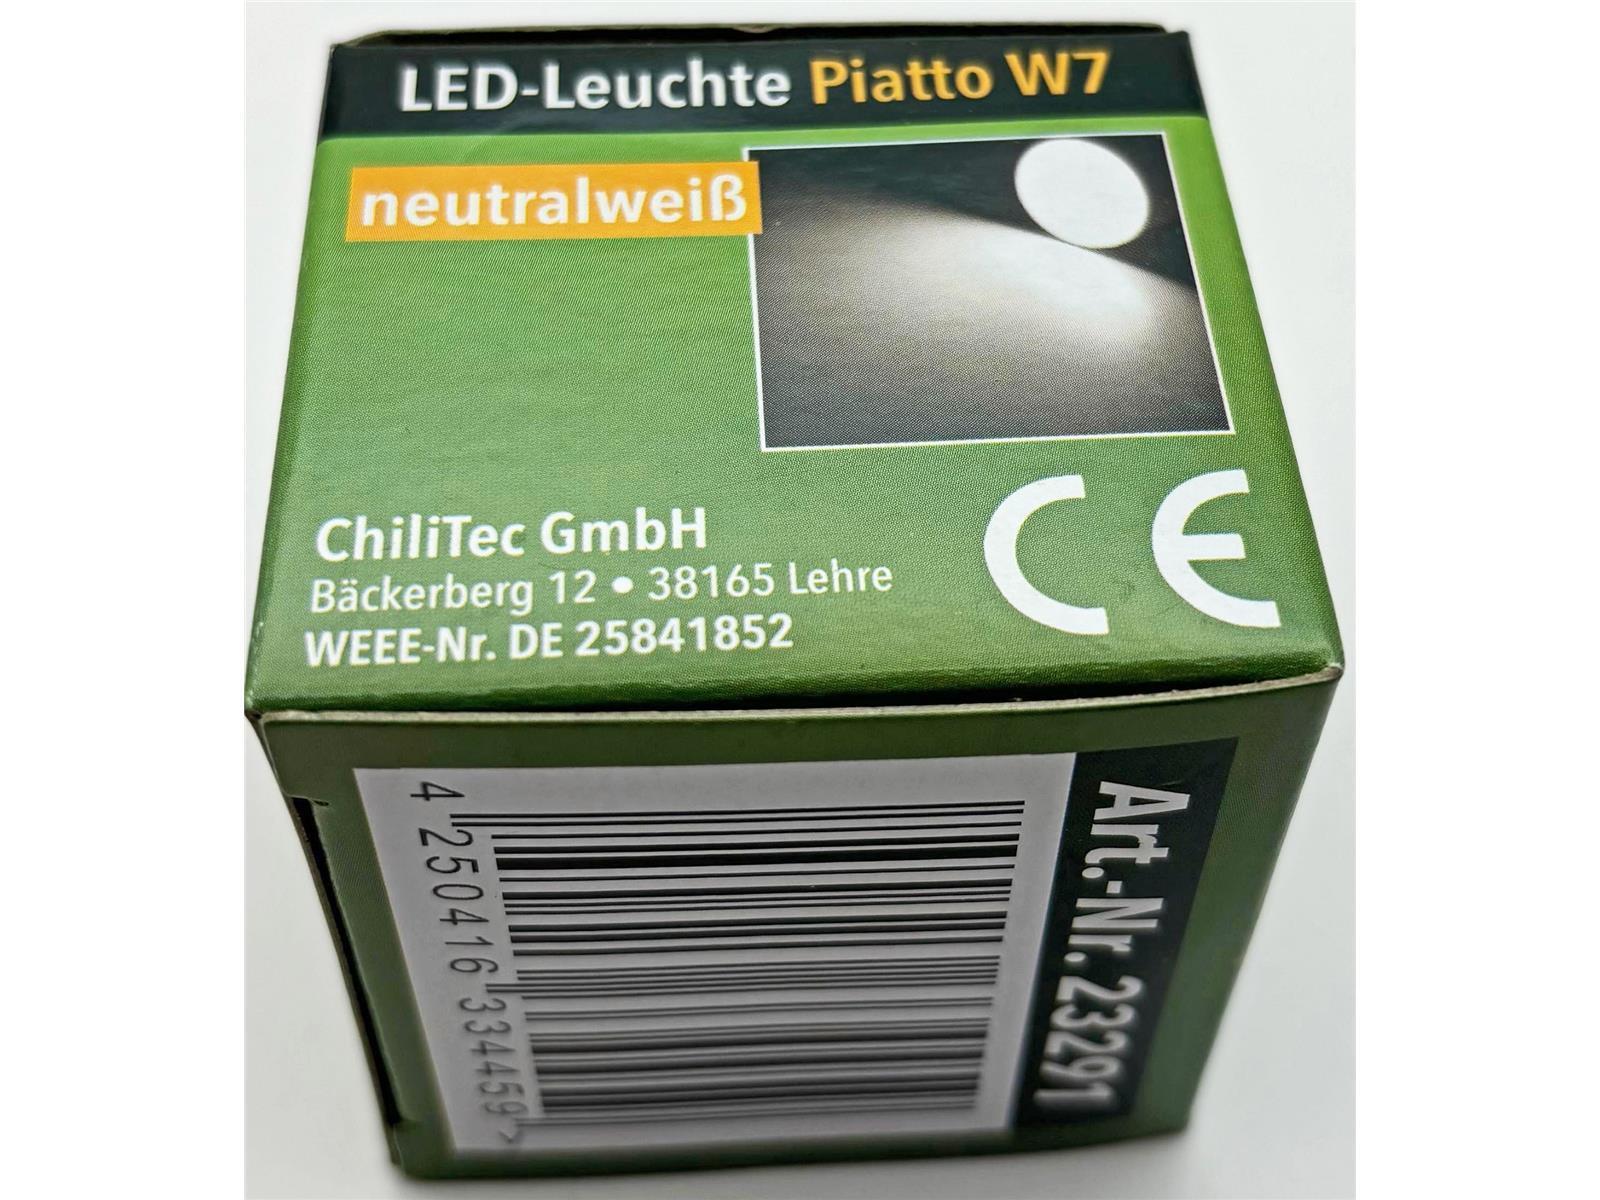 LED-Leuchte Piatto W7
neutralweiß
ChiliTec GmbH
Bäckerberg 12 • 38165 Lehre
WEEE-Nr. DE 25841852
CE
Art.-Nr. 23291
4 250416 334459 >